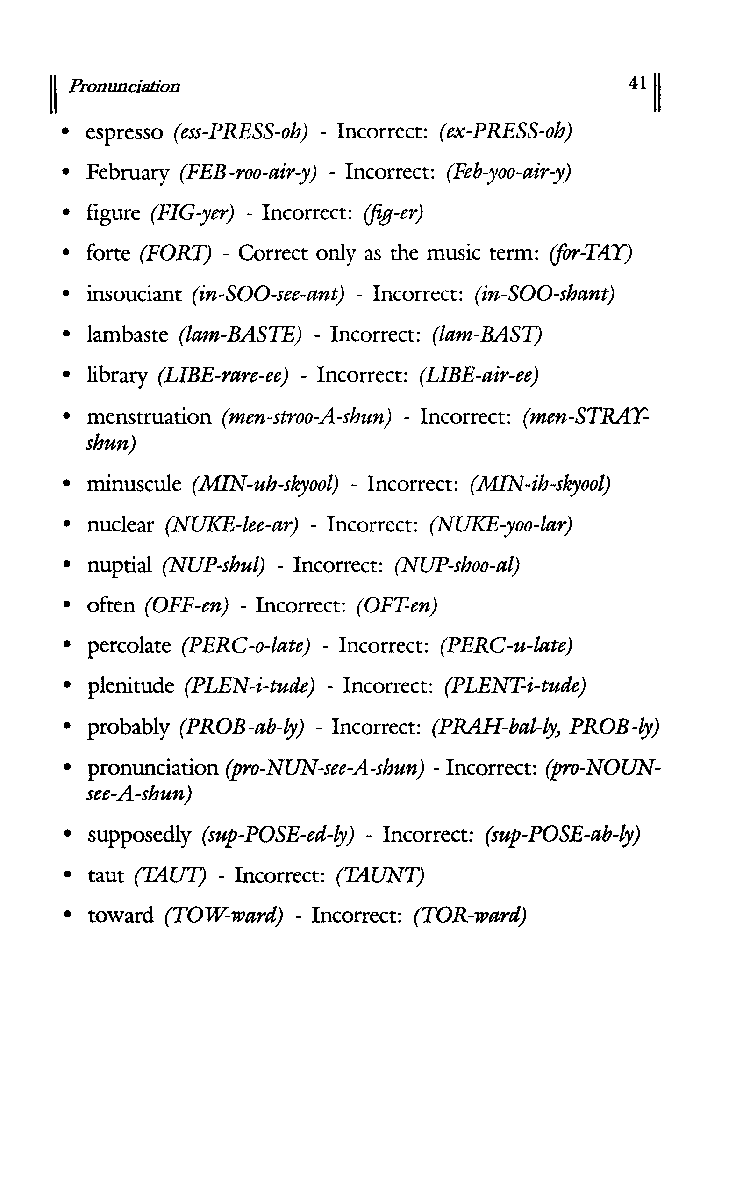 Pronunciation 41
• espresso (ess-PRESS-oh) - Incorrect: (ex-PRESS-oh)
• February (FEB-roo-air-y) - Incorrect: (Feb-yoo-air-y)
• figure (FIG-yer) - Incorrect: (fig-er)
• forte (FORT) - Correct only as the music term: (for-TAY)
• insouciant (in-SOO-see-ant) - Incorrect: (in-SOO-shant)
• lambaste (lam-BASTE) - Incorrect: (lam-BAST)
• library (LIBE-rare-ee) - Incorrect: (LIBE-air-ee)
• menstruation (men-stroo-A-shun) - Incorrect: (men-STRAY-
shun)
• minuscule (MIN-uh-skyool) - Incorrect: (MIN-ih-skyool)
• nuclear (NUKE-lee-ar) - Incorrect: (NUKE-yoo-lar)
• nuptial (NUP-shul) - Incorrect: (NUP-shoo-al)
• often (OFF-en) - Incorrect: (OFT-en)
• percolate (PERC-o-late) - Incorrect: (PERC-u-late)
• plenitude (PLEN-i-tude) - Incorrect: (PLENT-i-tude)
• probably (PROB-ab-ly) - Incorrect: (PRAH-bal-ly, PROB-ly)
• pronunciation (pro-NUN-see-A-shun) - Incorrect: (pro-NOUN-
see-A-shun)
• supposedly (sup-POSE-ed-ly) - Incorrect: (sup-POSE-ab-ly)
• taut (TAUT) - Incorrect: (TAUNT)
• toward (TOW-ward) - Incorrect: (TOR-ward)